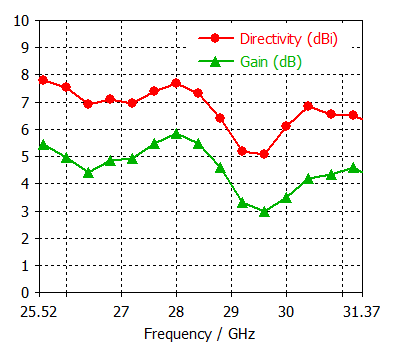 10
Directivity (dBi)
9
Gain (dB)
8
7
6
5
4
3
2
1
0
25.52 27 28 29 30 31.37
Frequency / GHz